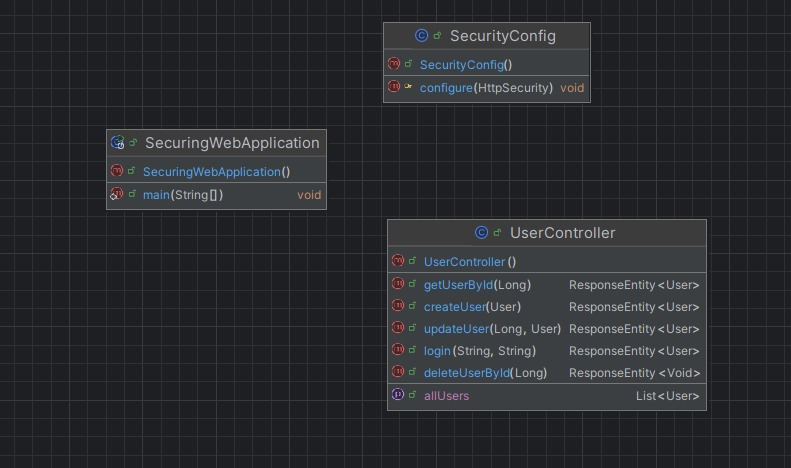 SecurityConfig
SecurityConfig()
configure(HttpSecurity) void
SecuringWebApplication
SecuringWebApplication()
main(String[]) void
UserController
UserController()
getUserById(Long) ResponseEntity<User>
createUser(User) ResponseEntity<User>
updateUser(Long, User) ResponseEntity<User>
login(String, String) ResponseEntity<User>
deleteUserById(Long) ResponseEntity<Void>
allUsers List<User>